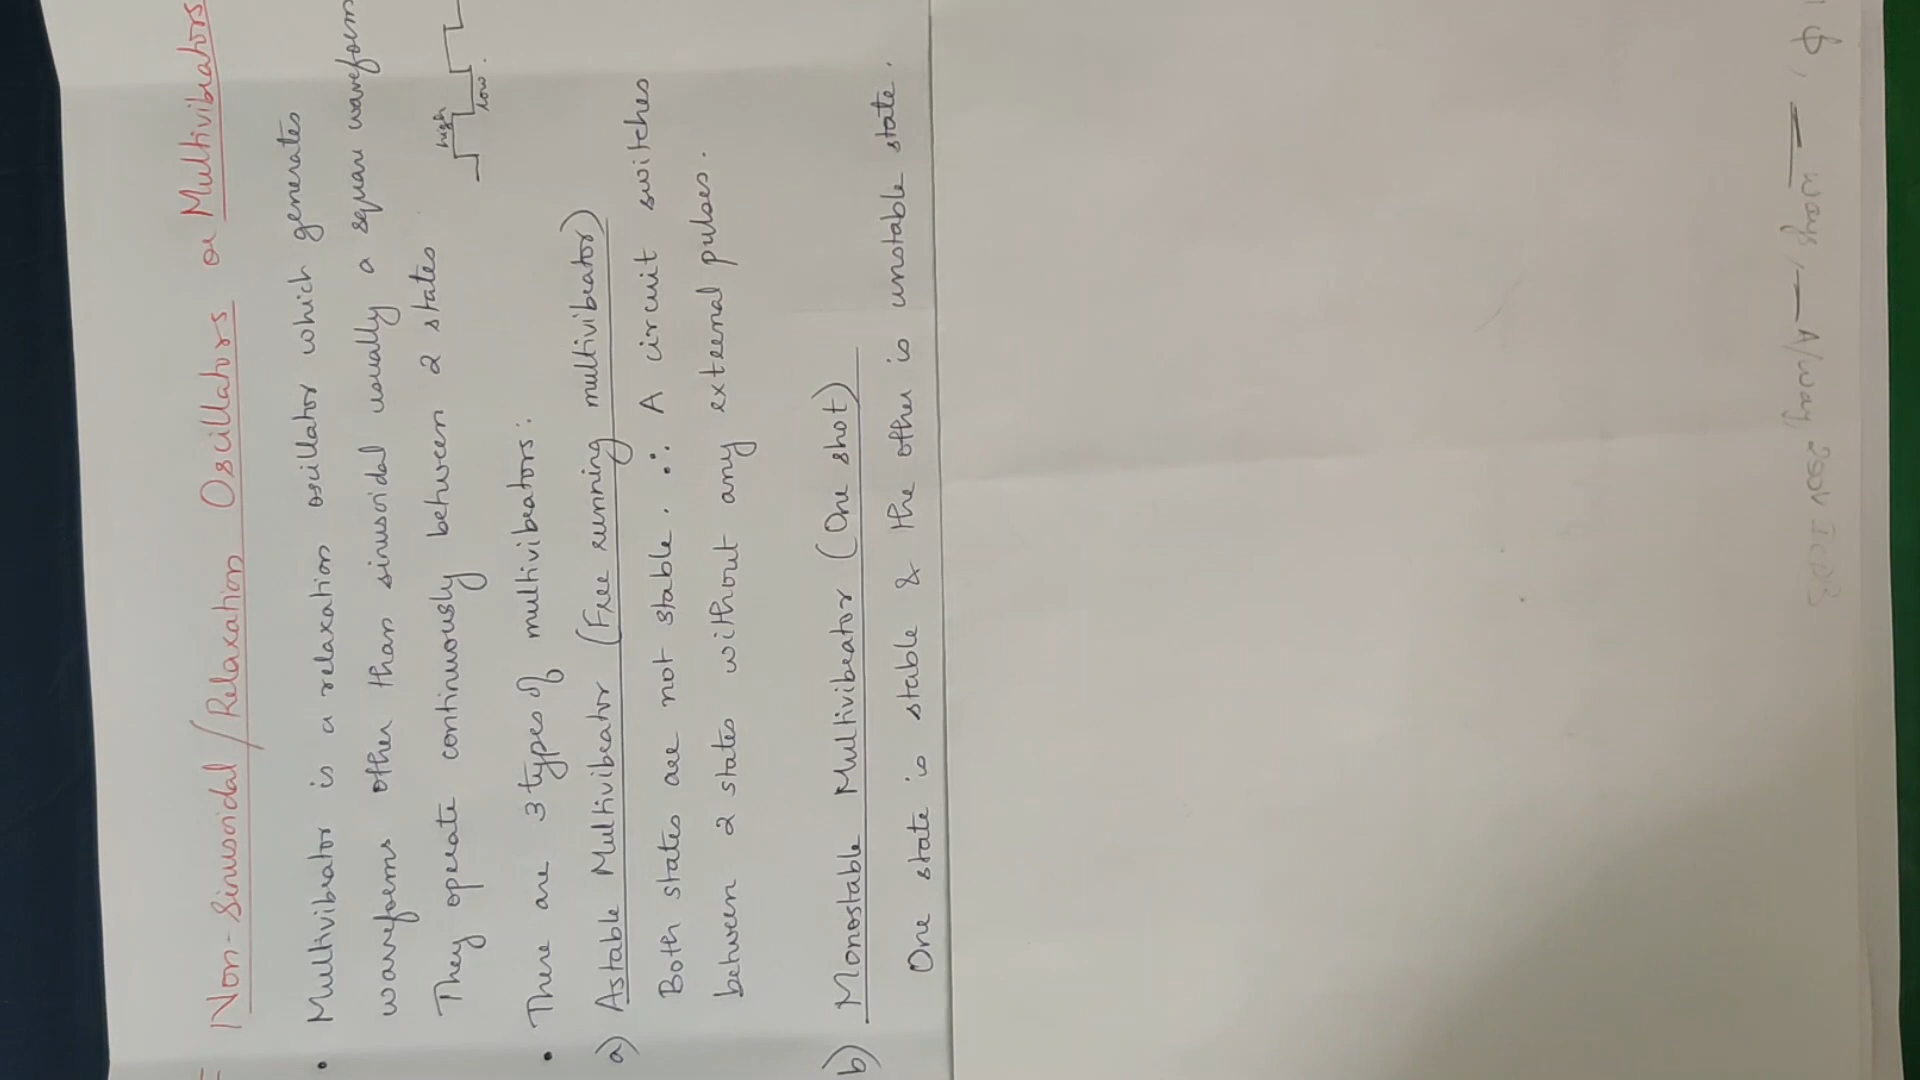 Non-Sinusoidal/Relaxation Oscillators or Multivibrators
• Multivibrator is a relaxation oscillator which generates
waveforms other than sinusoidal usually a square waveform
They operate continuously between 2 states
high
low.
• There are 3 types of multivibrators:
a) Astable Multivibrator (Free running multivibrator)
Both states are not stable. ∴ A circuit switches
between 2 states without any external pulses.
b) Monostable Multivibrator (One shot)
One state is stable & the other is unstable state.